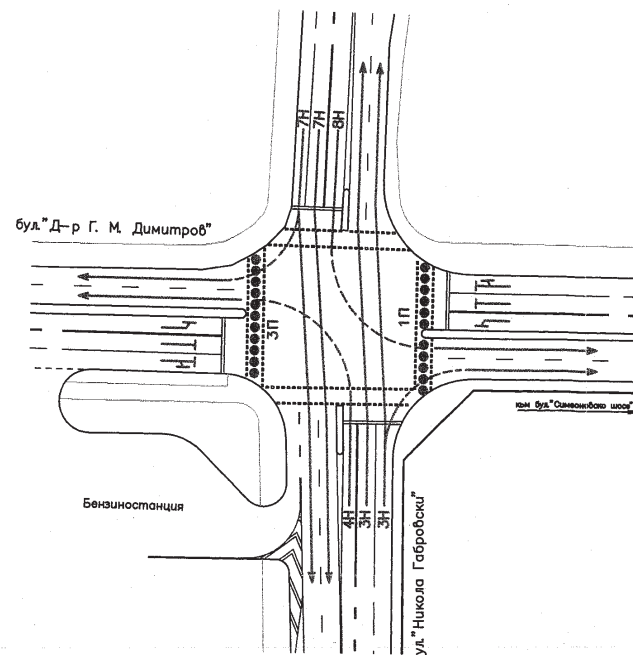 7Н
7Н
8Н
бул."Д-р Г. М. Димитров"
3П
1П
към бул."Симеоновско шосе"
Бензиностанция
4Н
3Н
3Н
ул."Никола Габровски"